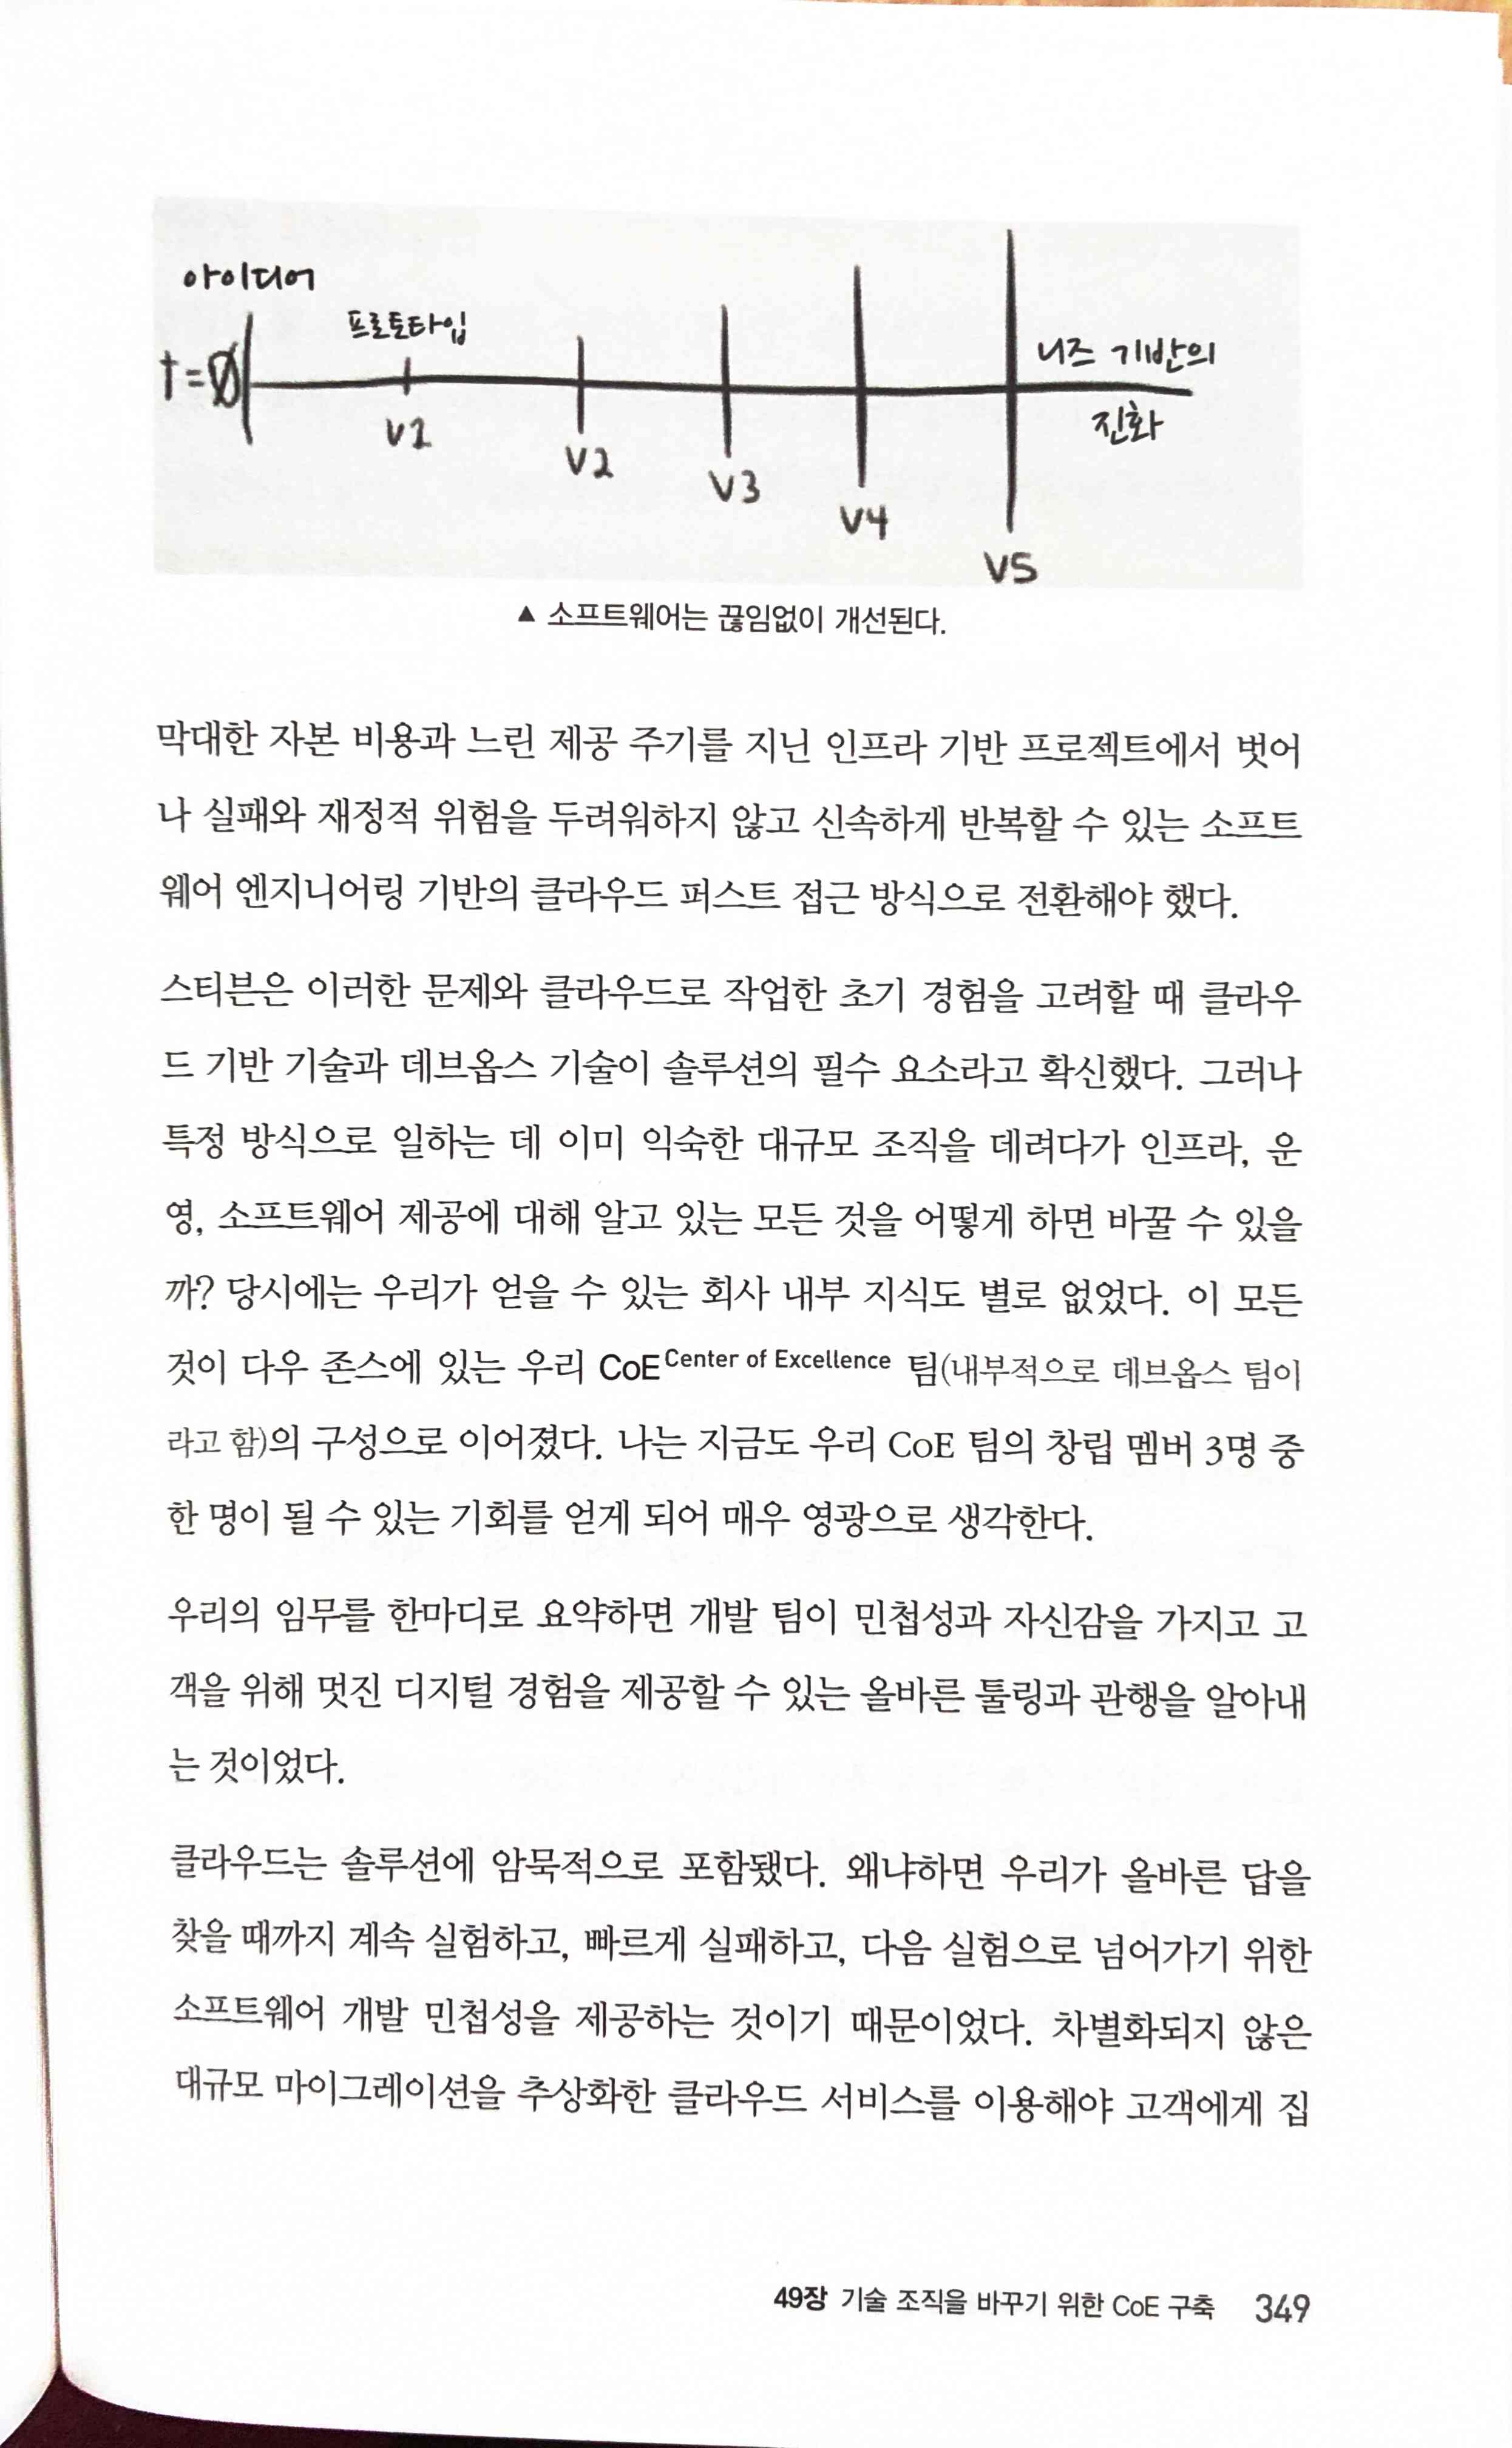 아이디어
프로토타입
t=Ø
니즈 기반의
진화
V1
V2
V3
V4
V5
▲ 소프트웨어는 끊임없이 개선된다.
막대한 자본 비용과 느린 제공 주기를 지닌 인프라 기반 프로젝트에서 벗어
나 실패와 재정적 위험을 두려워하지 않고 신속하게 반복할 수 있는 소프트
웨어 엔지니어링 기반의 클라우드 퍼스트 접근 방식으로 전환해야 했다.
스티븐은 이러한 문제와 클라우드로 작업한 초기 경험을 고려할 때 클라우
드 기반 기술과 데브옵스 기술이 솔루션의 필수 요소라고 확신했다. 그러나
특정 방식으로 일하는 데 이미 익숙한 대규모 조직을 데려다가 인프라, 운
영, 소프트웨어 제공에 대해 알고 있는 모든 것을 어떻게 하면 바꿀 수 있을
까? 당시에는 우리가 얻을 수 있는 회사 내부 지식도 별로 없었다. 이 모든
것이 다우 존스에 있는 우리 CoE Center of Excellence 팀(내부적으로 데브옵스 팀이
라고 함)의 구성으로 이어졌다. 나는 지금도 우리 CoE 팀의 창립 멤버 3명 중
한 명이 될 수 있는 기회를 얻게 되어 매우 영광으로 생각한다.
우리의 임무를 한마디로 요약하면 개발 팀이 민첩성과 자신감을 가지고 고
객을 위해 멋진 디지털 경험을 제공할 수 있는 올바른 툴링과 관행을 알아내
는 것이었다.
클라우드는 솔루션에 암묵적으로 포함됐다. 왜냐하면 우리가 올바른 답을
찾을 때까지 계속 실험하고, 빠르게 실패하고, 다음 실험으로 넘어가기 위한
소프트웨어 개발 민첩성을 제공하는 것이기 때문이었다. 차별화되지 않은
대규모 마이그레이션을 추상화한 클라우드 서비스를 이용해야 고객에게 집
49장 기술 조직을 바꾸기 위한 CoE 구축 349